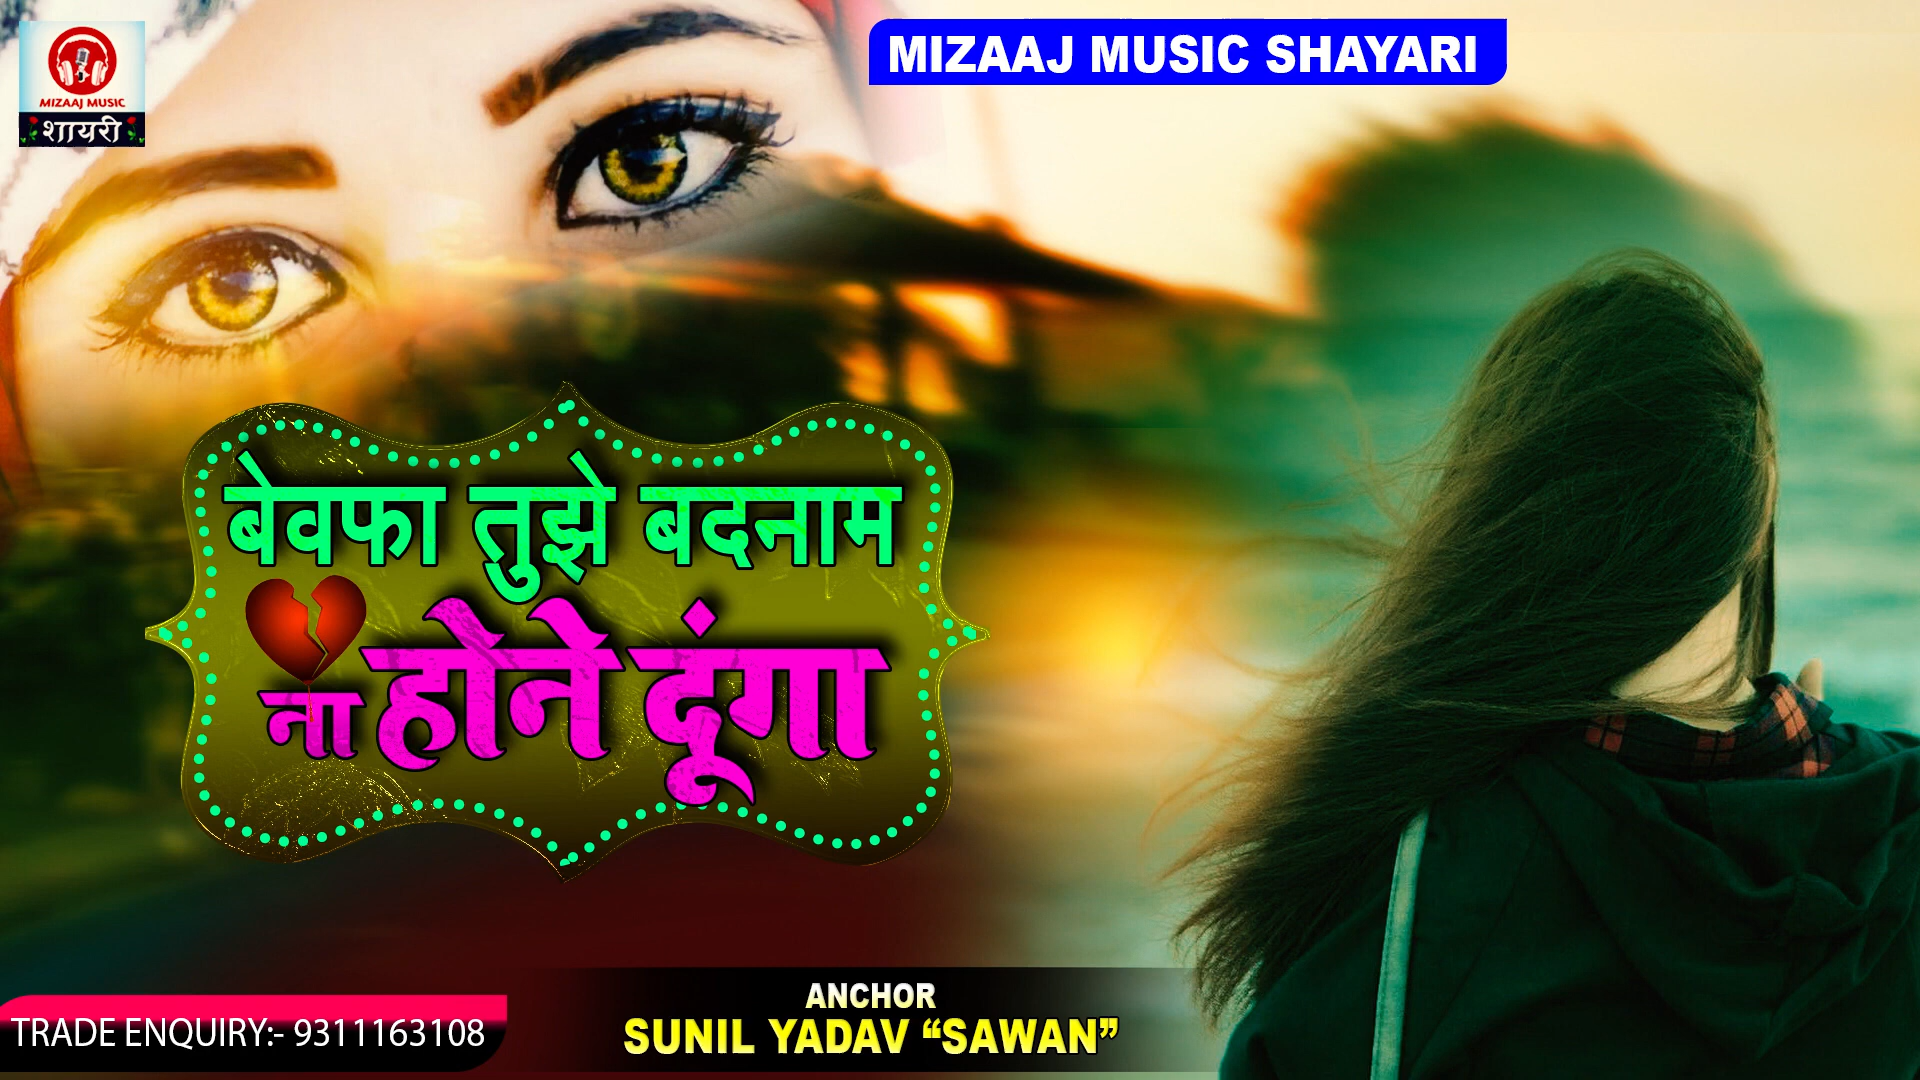 MIZAAJ MUSIC
शायरी
MIZAAJ MUSIC SHAYARI
बेवफा तुझे बदनाम
ना होने दूंगा
ANCHOR
SUNIL YADAV “SAWAN”
TRADE ENQUIRY:- 9311163108